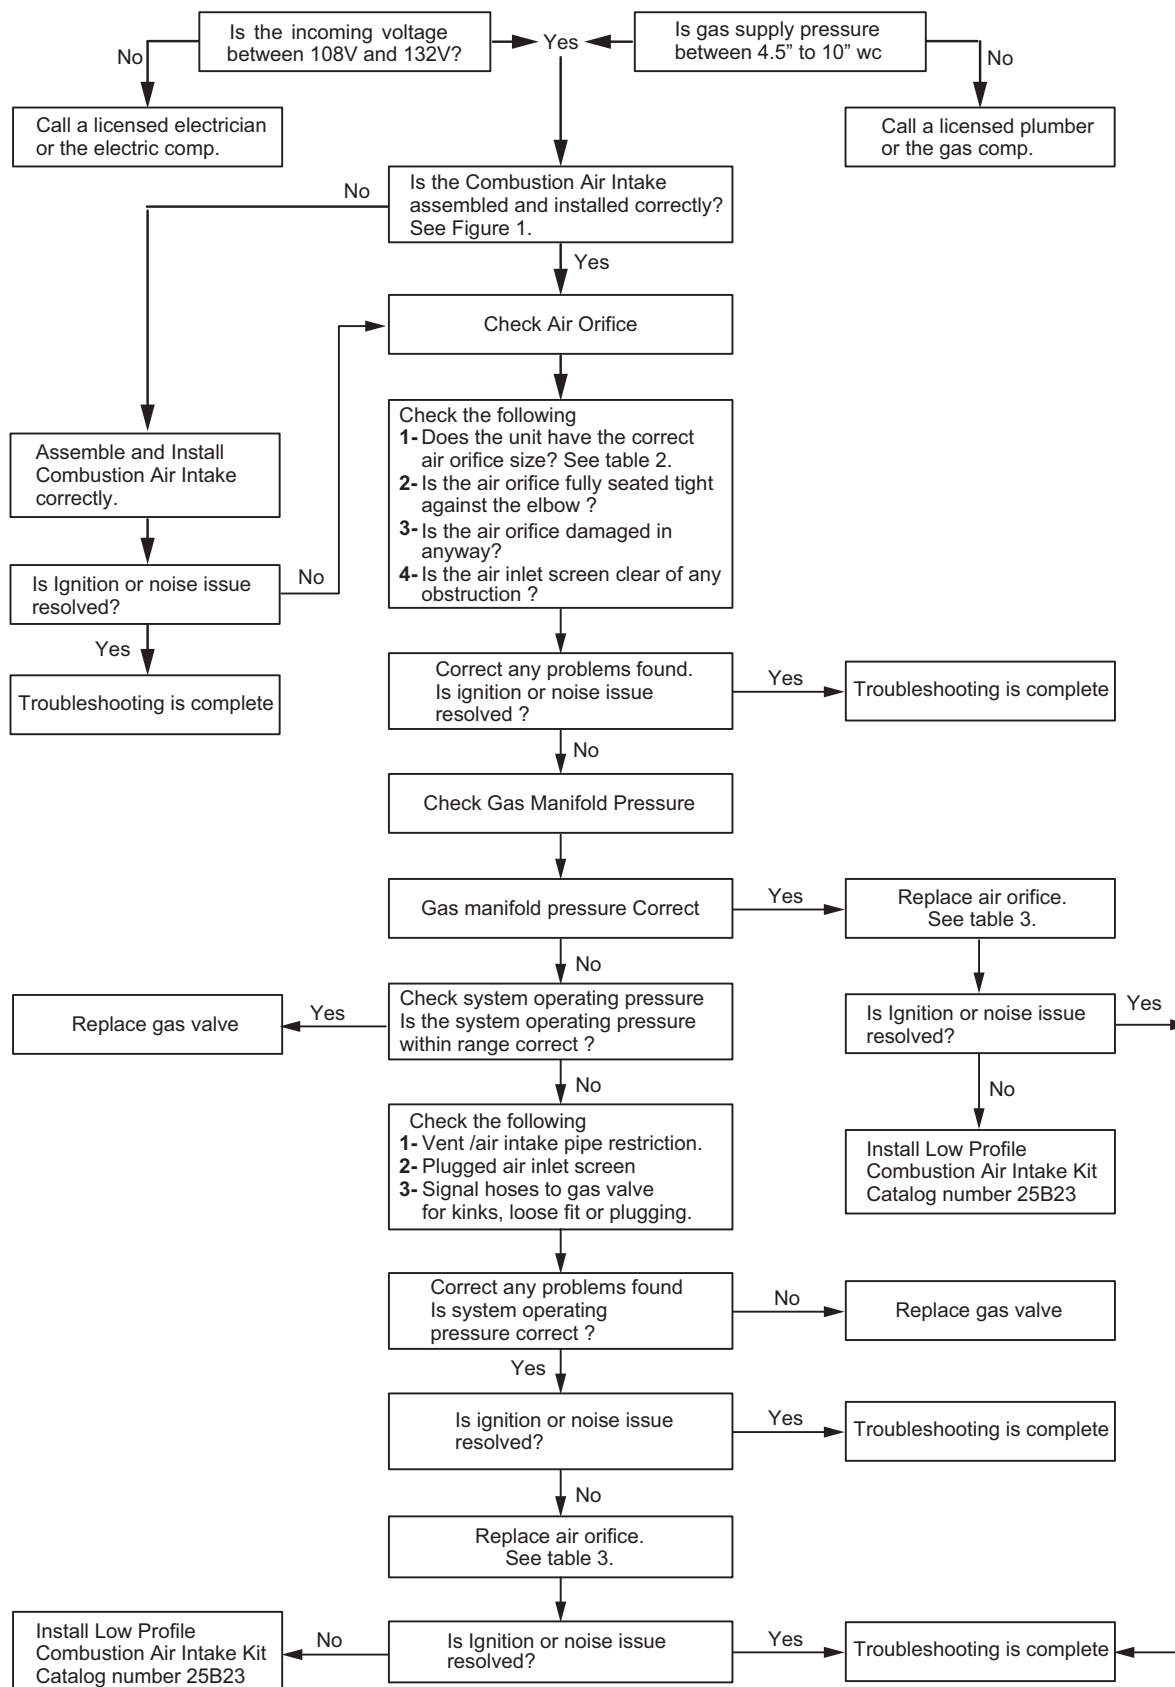 Is the incoming voltage
between 108V and 132V?
Yes
Is gas supply pressure
between 4.5” to 10” wc
No
No
Call a licensed electrician
or the electric comp.
Call a licensed plumber
or the gas comp.
No
Is the Combustion Air Intake
assembled and installed correctly?
See Figure 1.
Yes
Check Air Orifice
Check the following
1- Does the unit have the correct
air orifice size? See table 2.
2- Is the air orifice fully seated tight
against the elbow ?
3- Is the air orifice damaged in
anyway?
4- Is the air inlet screen clear of any
obstruction ?
Assemble and Install
Combustion Air Intake
correctly.
Is Ignition or noise issue
resolved?
No
Yes
Troubleshooting is complete
Correct any problems found.
Is ignition or noise issue
resolved ?
Yes
Troubleshooting is complete
No
Check Gas Manifold Pressure
Gas manifold pressure Correct
Yes
Replace air orifice.
See table 3.
No
Check system operating pressure
Is the system operating pressure
within range correct ?
Yes
Replace gas valve
Is Ignition or noise issue
resolved?
Yes
No
No
Check the following
1- Vent /air intake pipe restriction.
2- Plugged air inlet screen
3- Signal hoses to gas valve
for kinks, loose fit or plugging.
Install Low Profile
Combustion Air Intake Kit
Catalog number 25B23
Correct any problems found
Is system operating
pressure correct ?
No
Replace gas valve
Yes
Is ignition or noise issue
resolved?
Yes
Troubleshooting is complete
No
Replace air orifice.
See table 3.
Install Low Profile
Combustion Air Intake Kit
Catalog number 25B23
No
Is Ignition or noise issue
resolved?
Yes
Troubleshooting is complete